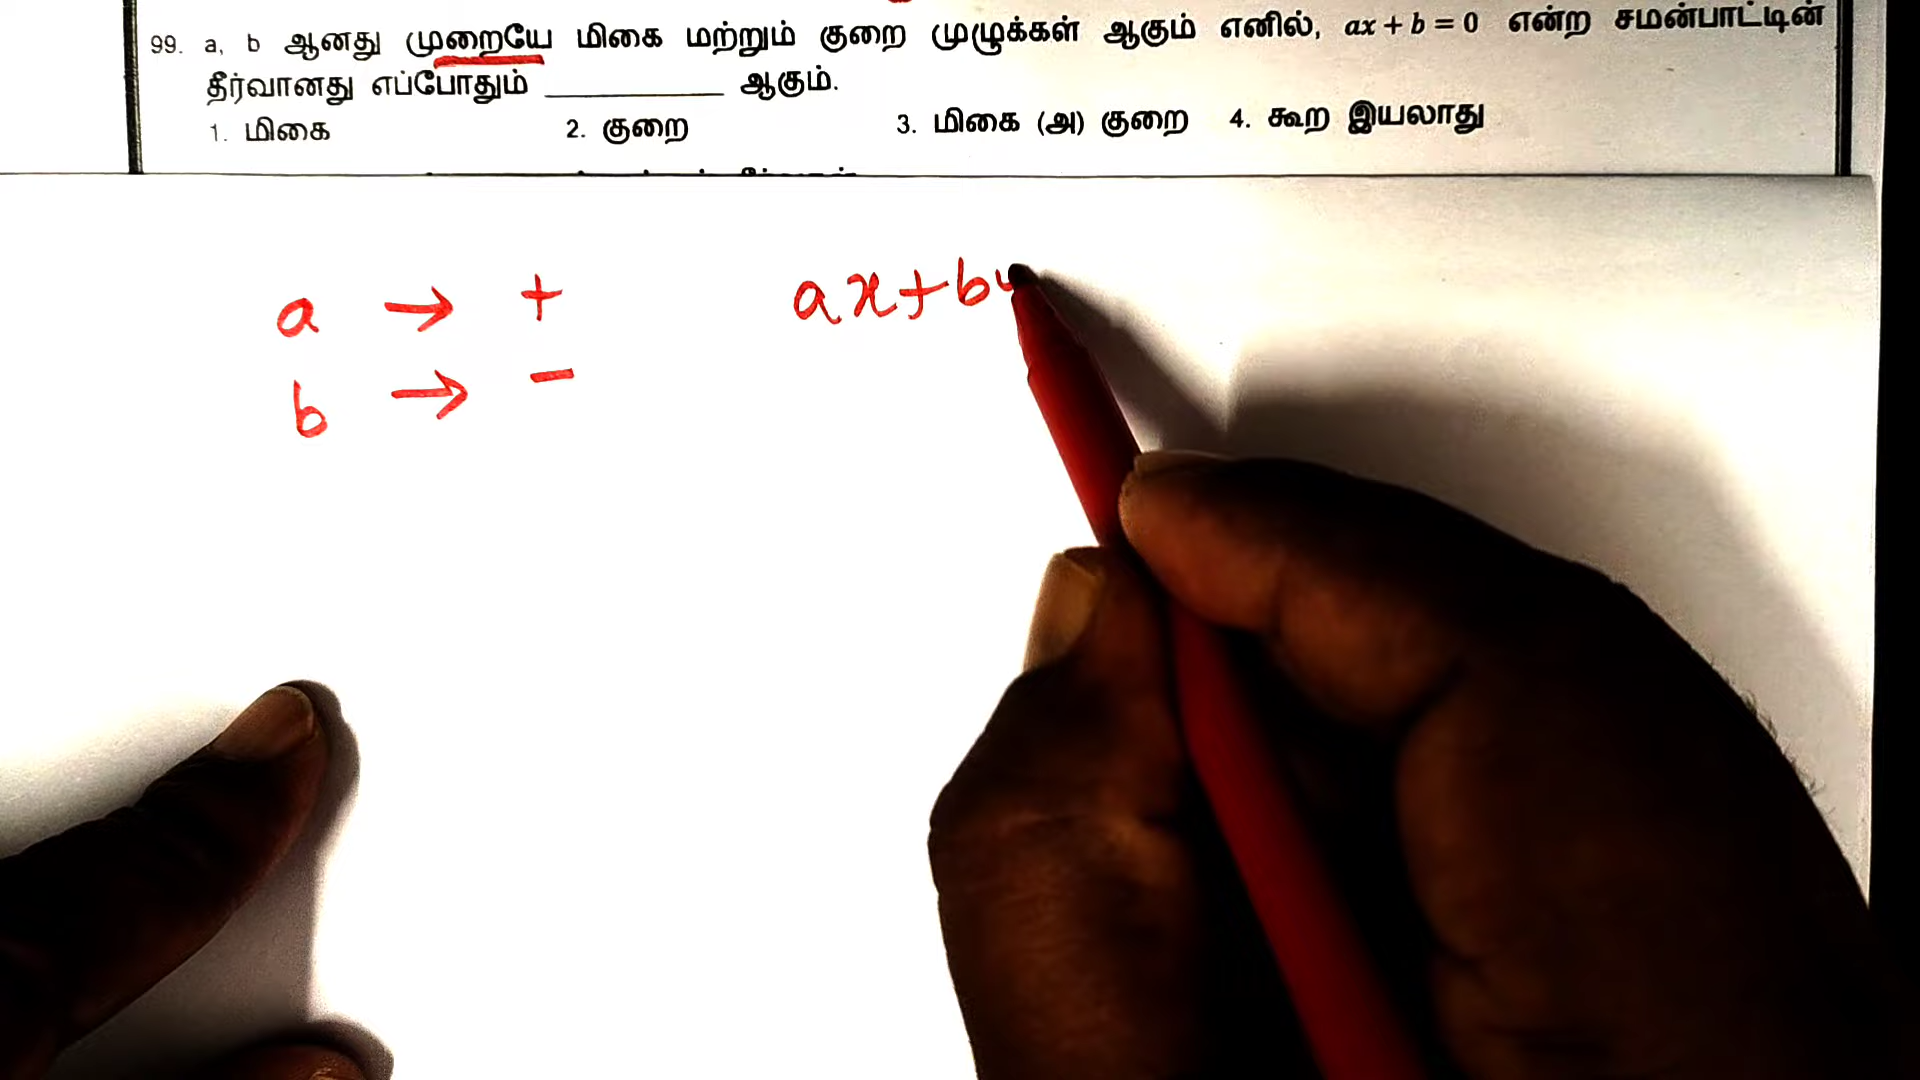 99. a, b ஆனது முறையே மிகை மற்றும் குறை முழுக்கள் ஆகும் எனில், ax + b = 0 என்ற சமன்பாட்டின்
தீர்வானது எப்போதும் __________ ஆகும்.
1. மிகை 2. குறை 3. மிகை (அ) குறை 4. கூற இயலாது
a → + ax+b
b → −